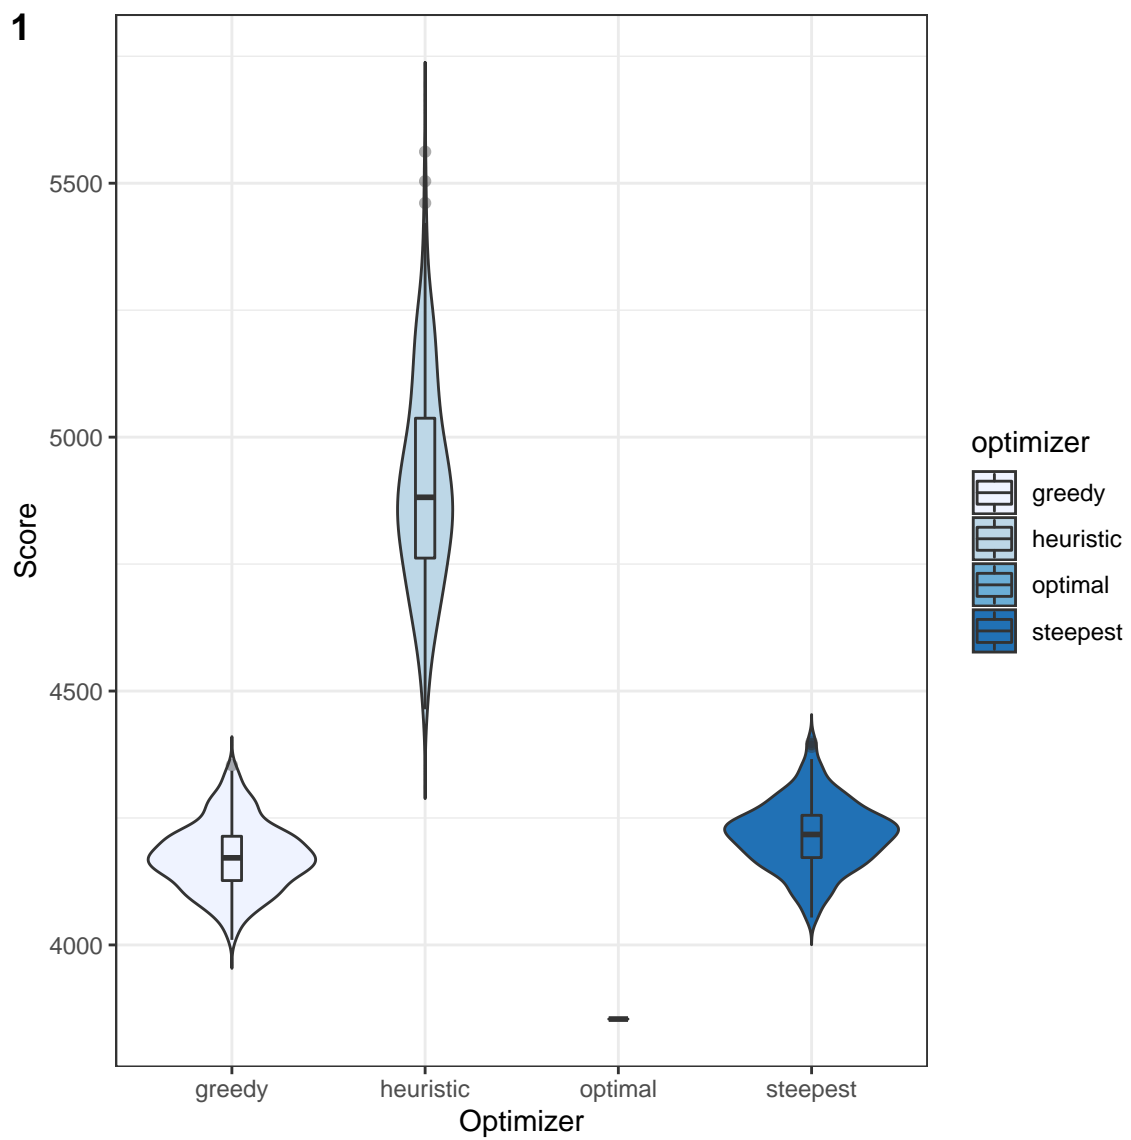 1
5500
5000
4500
4000
Score
greedy
heuristic
optimal
steepest
Optimizer
optimizer
greedy
heuristic
optimal
steepest